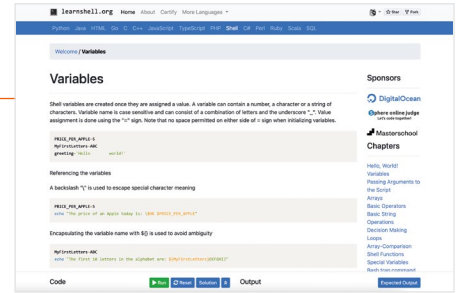 learnshell.org Home About Certify More Languages
Star Fork
Python Java HTML Go C C++ JavaScript TypeScript PHP Shell C# Perl Ruby Scala SQL
Welcome / Variables
Variables
Shell variables are created once they are assigned a value. A variable can contain a number, a character or a string of
characters. Variable name is case sensitive and can consist of a combination of letters and the underscore "_". Value
assignment is done using the "=" sign. Note that no space permitted on either side of = sign when initializing variables.
PRICE_PER_APPLE=5
MyFirstLetters=ABC
greeting='Hello        world!'
Referencing the variables
A backslash "\" is used to escape special character meaning
PRICE_PER_APPLE=5
echo "The price of an Apple today is: \$HK $PRICE_PER_APPLE"
Encapsulating the variable name with ${} is used to avoid ambiguity
MyFirstLetters=ABC
echo "The first 10 letters in the alphabet are: ${MyFirstLetters}DEFGHIJ"
Sponsors
DigitalOcean
Sphere online judge
Let's code together!
Masterschool
Chapters
Hello, World!
Variables
Passing Arguments to
the Script
Arrays
Basic Operators
Basic String
Operations
Decision Making
Loops
Array-Comparison
Shell Functions
Special Variables
Bash trap command
Code
Run Reset Solution
Output
Expected Output